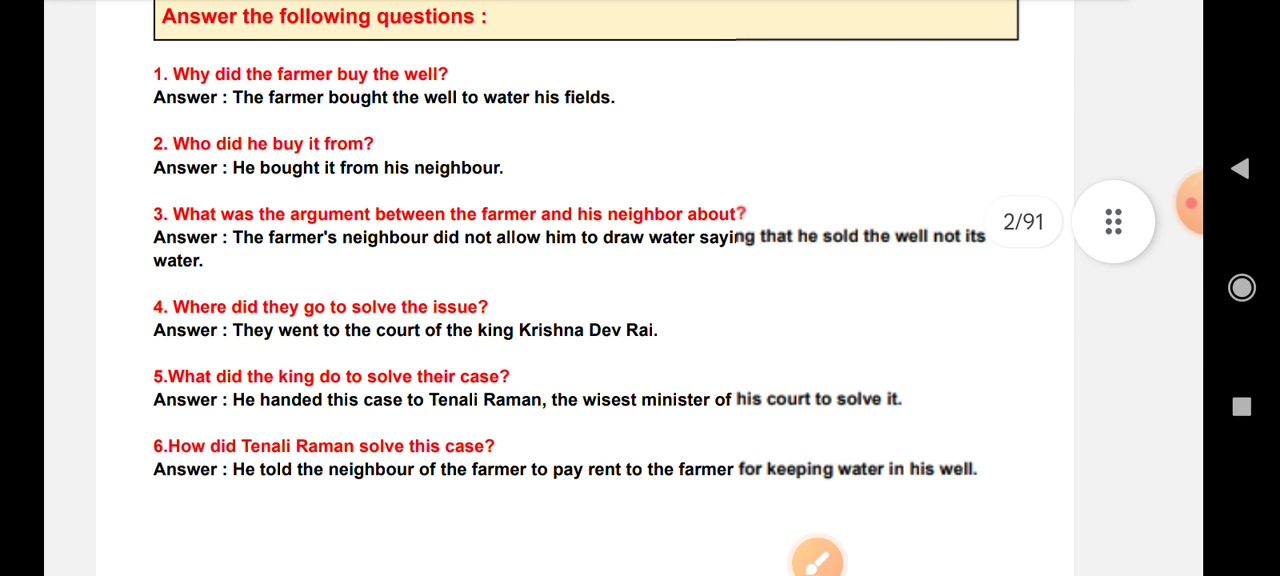 Answer the following questions :
1. Why did the farmer buy the well?
Answer : The farmer bought the well to water his fields.
2. Who did he buy it from?
Answer : He bought it from his neighbour.
3. What was the argument between the farmer and his neighbor about?
Answer : The farmer's neighbour did not allow him to draw water saying that he sold the well not its
water.
2/91
4. Where did they go to solve the issue?
Answer : They went to the court of the king Krishna Dev Rai.
5.What did the king do to solve their case?
Answer : He handed this case to Tenali Raman, the wisest minister of his court to solve it.
6.How did Tenali Raman solve this case?
Answer : He told the neighbour of the farmer to pay rent to the farmer for keeping water in his well.